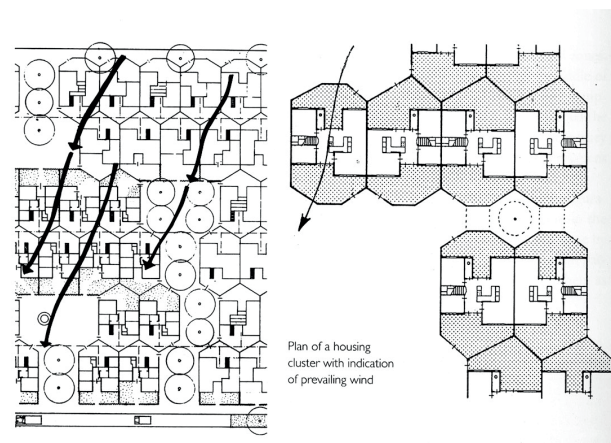 Plan of a housing
cluster with indication
of prevailing wind